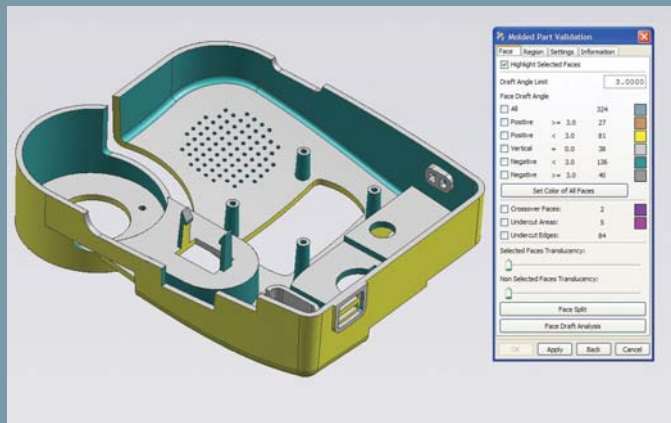 Molded Part Validation
Face Region Settings Information
Highlight Selected Faces
Draft Angle Limit 3.0000
Face Draft Angle
All 324
Positive >= 3.0 27
Positive < 3.0 81
Vertical = 0.0 38
Negative < 3.0 136
Negative >= 3.0 40
Set Color of All Faces
Crossover Faces: 2
Undercut Areas: 5
Undercut Edges: 84
Selected Faces Translucency:
Non Selected Faces Translucency:
Face Split
Face Draft Analysis
OK Apply Back Cancel